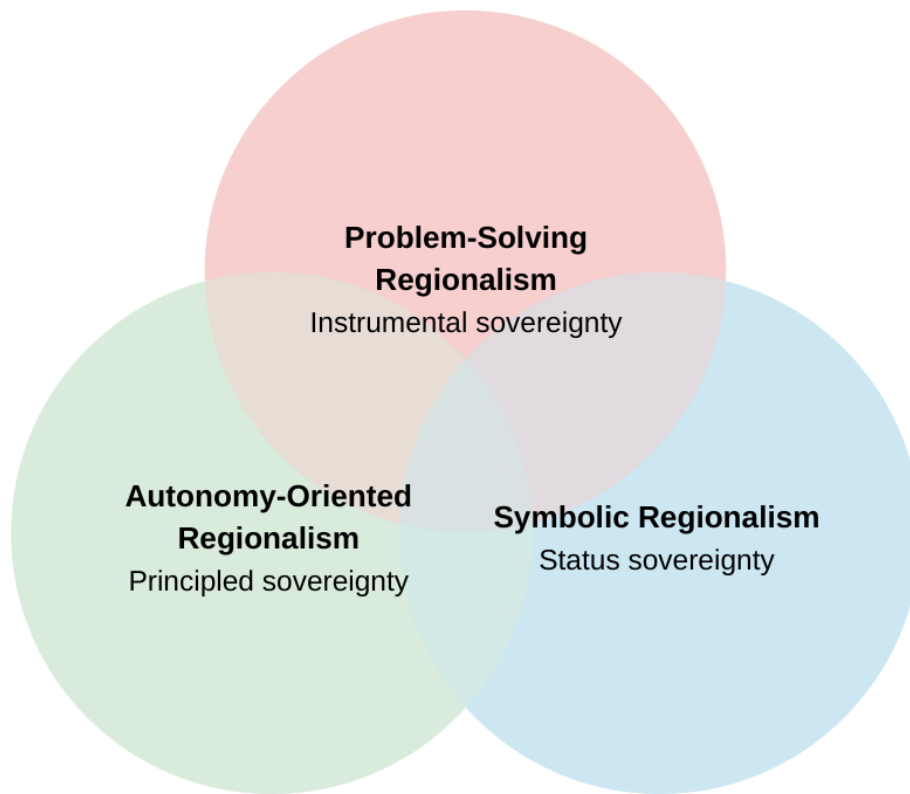 Problem-Solving
Regionalism
Instrumental sovereignty
Autonomy-Oriented
Regionalism
Principled sovereignty
Symbolic Regionalism
Status sovereignty